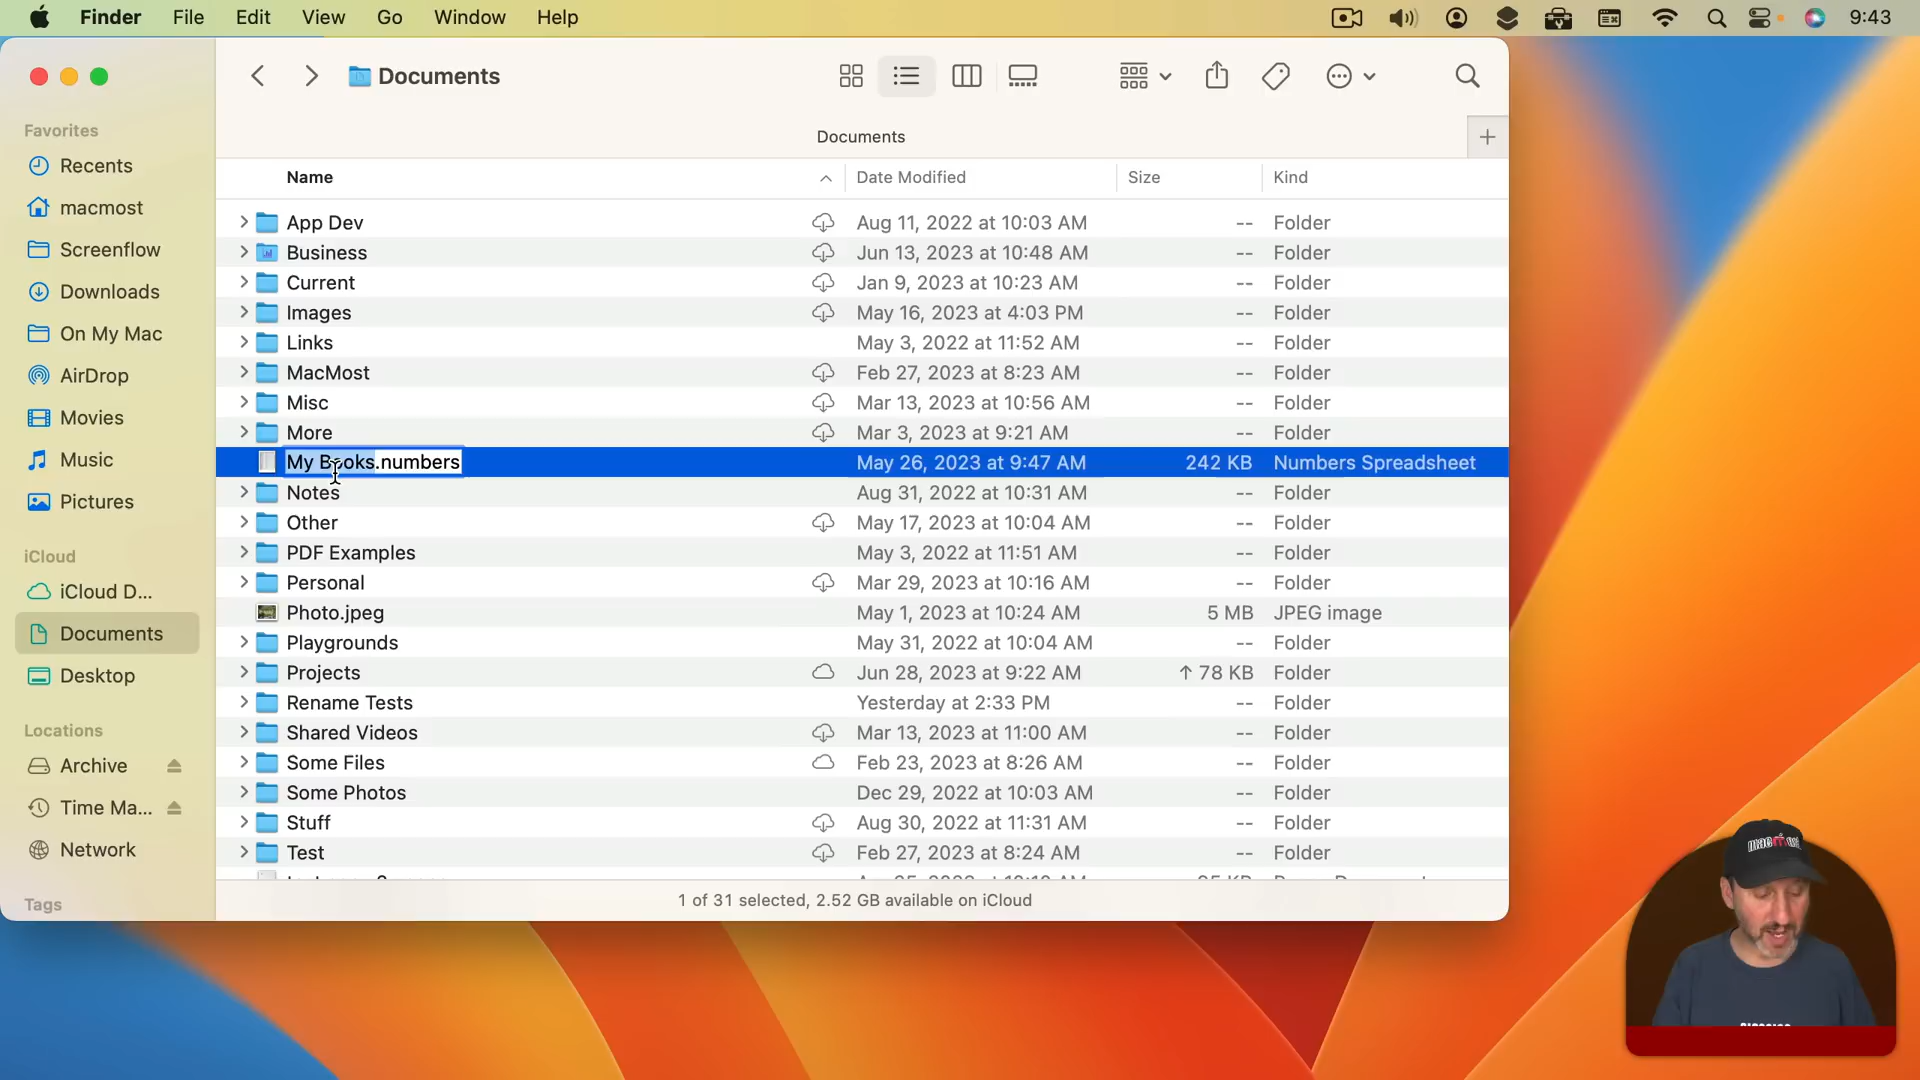 Finder File Edit View Go Window Help 9:43
Documents
Documents
Name Date Modified Size Kind
Favorites
Recents
macmost
Screenflow
Downloads
On My Mac
AirDrop
Movies
Music
Pictures
iCloud
iCloud D...
Documents
Desktop
Locations
Archive
Time Ma...
Network
Tags
App Dev Aug 11, 2022 at 10:03 AM -- Folder
Business Jun 13, 2023 at 10:48 AM -- Folder
Current Jan 9, 2023 at 10:23 AM -- Folder
Images May 16, 2023 at 4:03 PM -- Folder
Links May 3, 2022 at 11:52 AM -- Folder
MacMost Feb 27, 2023 at 8:23 AM -- Folder
Misc Mar 13, 2023 at 10:56 AM -- Folder
More Mar 3, 2023 at 9:21 AM -- Folder
My Books.numbers May 26, 2023 at 9:47 AM 242 KB Numbers Spreadsheet
Notes Aug 31, 2022 at 10:31 AM -- Folder
Other May 17, 2023 at 10:04 AM -- Folder
PDF Examples May 3, 2022 at 11:51 AM -- Folder
Personal Mar 29, 2023 at 10:16 AM -- Folder
Photo.jpeg May 1, 2023 at 10:24 AM 5 MB JPEG image
Playgrounds May 31, 2022 at 10:04 AM -- Folder
Projects Jun 28, 2023 at 9:22 AM ↑ 78 KB Folder
Rename Tests Yesterday at 2:33 PM -- Folder
Shared Videos Mar 13, 2023 at 11:00 AM -- Folder
Some Files Feb 23, 2023 at 8:26 AM -- Folder
Some Photos Dec 29, 2022 at 10:03 AM -- Folder
Stuff Aug 30, 2022 at 11:31 AM -- Folder
Test Feb 27, 2023 at 8:24 AM -- Folder
1 of 31 selected, 2.52 GB available on iCloud